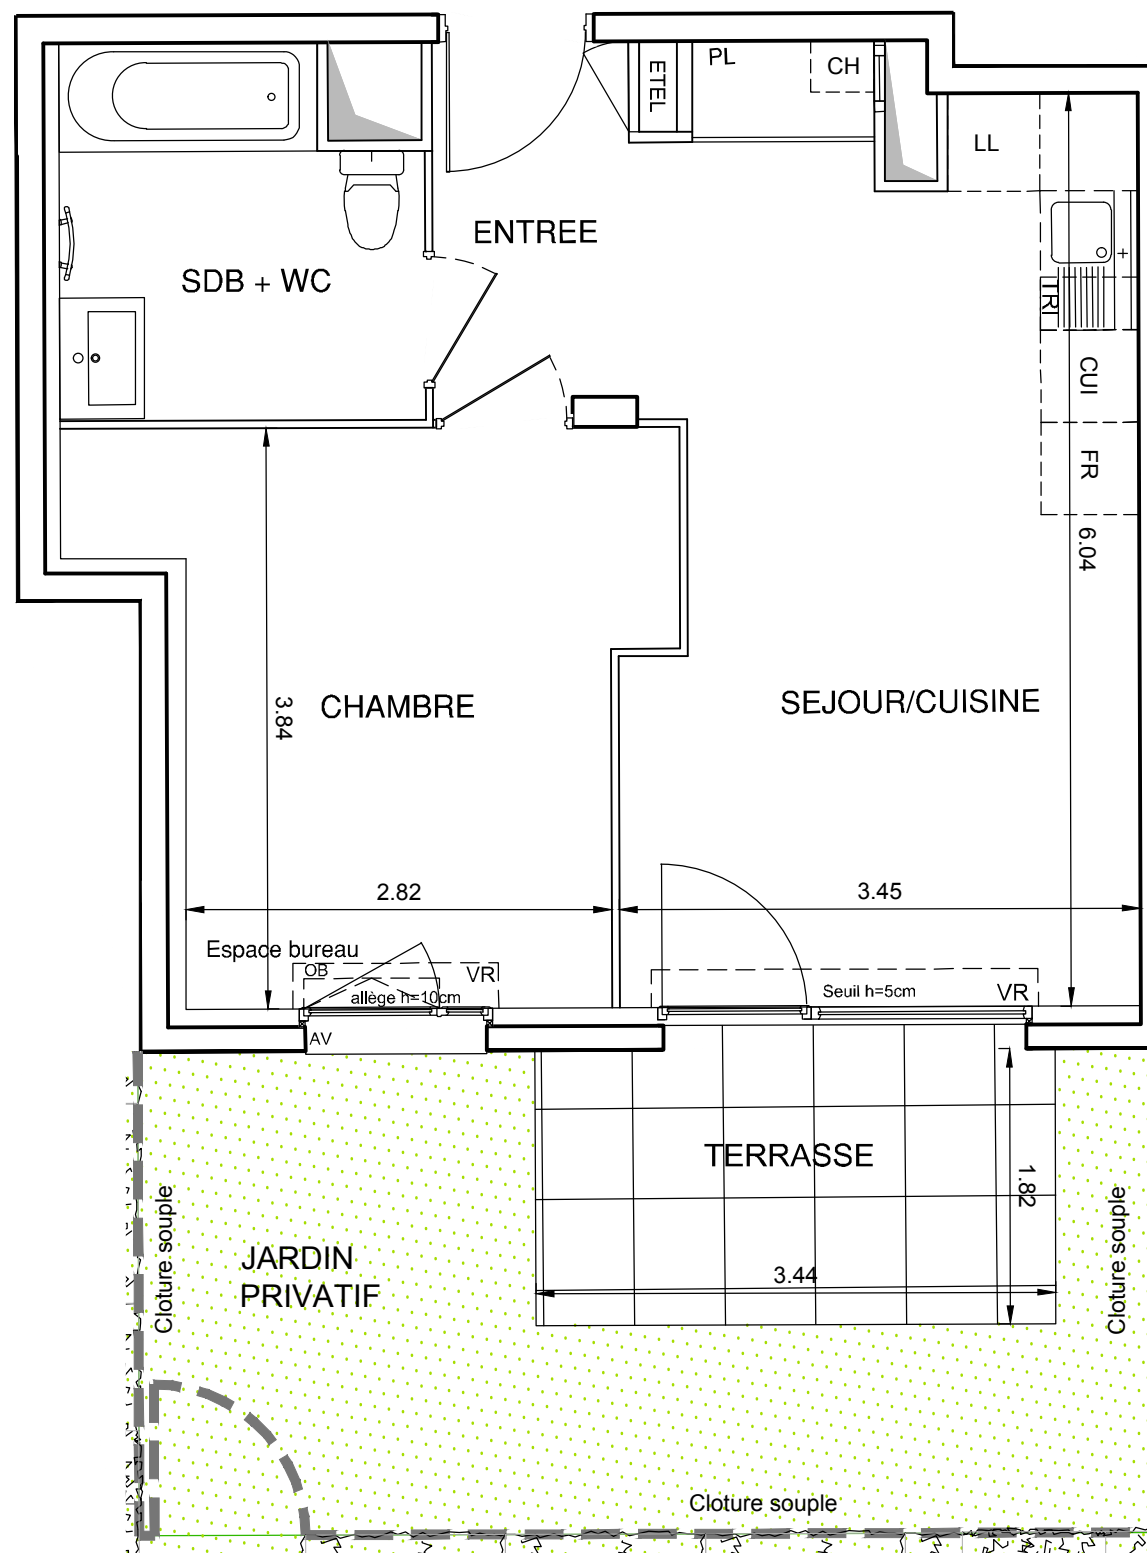 PL
CH
ETEL
LL
ENTREE
SDB + WC
TRI
CUI
FR
6.04
CHAMBRE
3.84
SEJOUR/CUISINE
2.82
3.45
Espace bureau
OB
VR
allège h=10cm
Seuil h=5cm
VR
AV
TERRASSE
1.82
Cloture souple
Cloture souple
JARDIN
PRIVATIF
3.44
Cloture souple